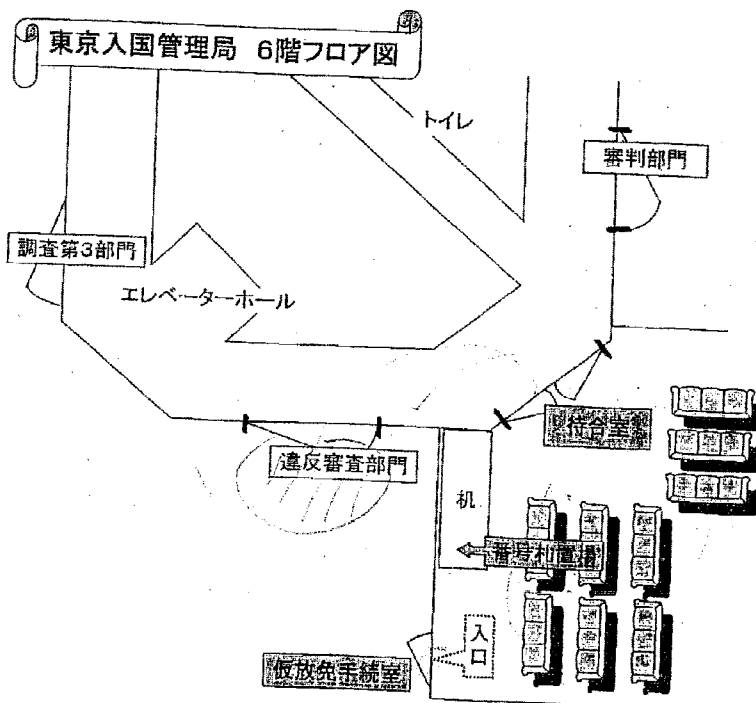 東京入国管理局 6階フロア図
トイレ
審判部門
調査第3部門
エレベーターホール
待合室
違反審査部門
机
番号札置場
入口
仮放免手続室